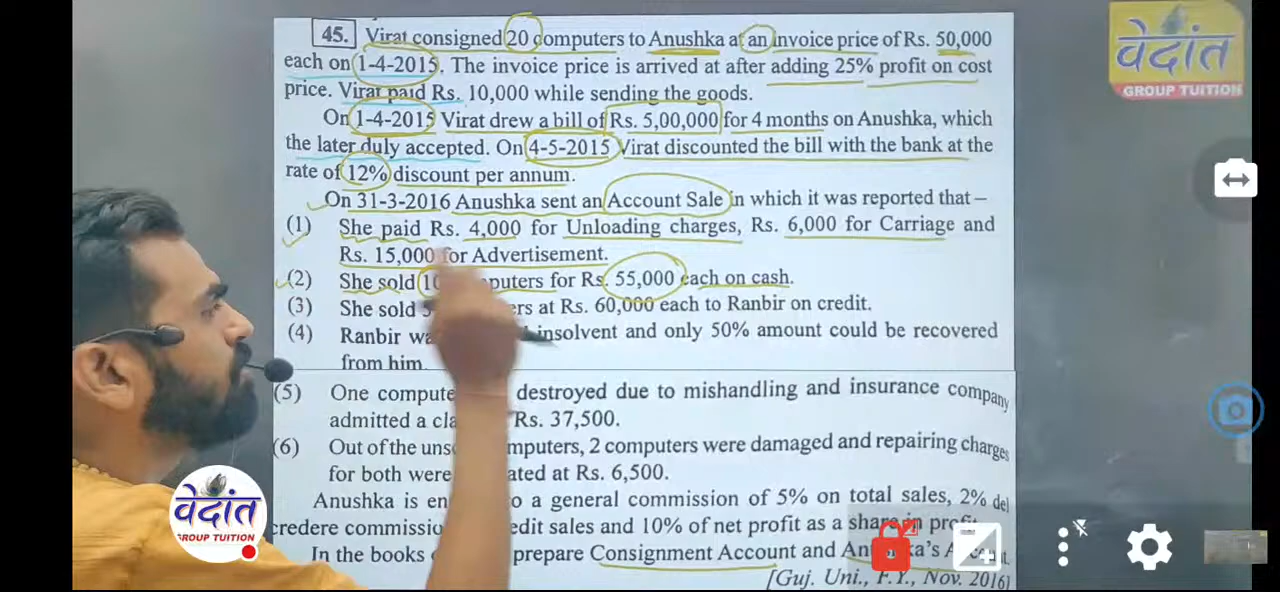 45. Virat consigned 20 computers to Anushka at an invoice price of Rs. 50,000
each on 1-4-2015. The invoice price is arrived at after adding 25% profit on cost
price. Virat paid Rs. 10,000 while sending the goods.
On 1-4-2015 Virat drew a bill of Rs. 5,00,000 for 4 months on Anushka, which
the later duly accepted. On 4-5-2015 Virat discounted the bill with the bank at the
rate of 12% discount per annum.
On 31-3-2016 Anushka sent an Account Sale in which it was reported that –
(1) She paid Rs. 4,000 for Unloading charges, Rs. 6,000 for Carriage and
Rs. 15,000 for Advertisement.
(2) She sold for Rs. 55,000 each on cash.
(3) She sold at Rs. 60,000 each to Ranbir on credit.
(4) Ranbir insolvent and only 50% amount could be recovered
from him.
(5) One destroyed due to mishandling and insurance company
admitted a Rs. 37,500.
(6) Out of the 2 computers were damaged and repairing charges
for both were at Rs. 6,500.
Anushka is a general commission of 5% on total sales, 2% del
credere sales and 10% of net profit as a share in
In the books prepare Consignment Account and
[Guj. Uni., F.Y., Nov. 2016]
वेदांत
GROUP TUITION
वेदांत
GROUP TUITION